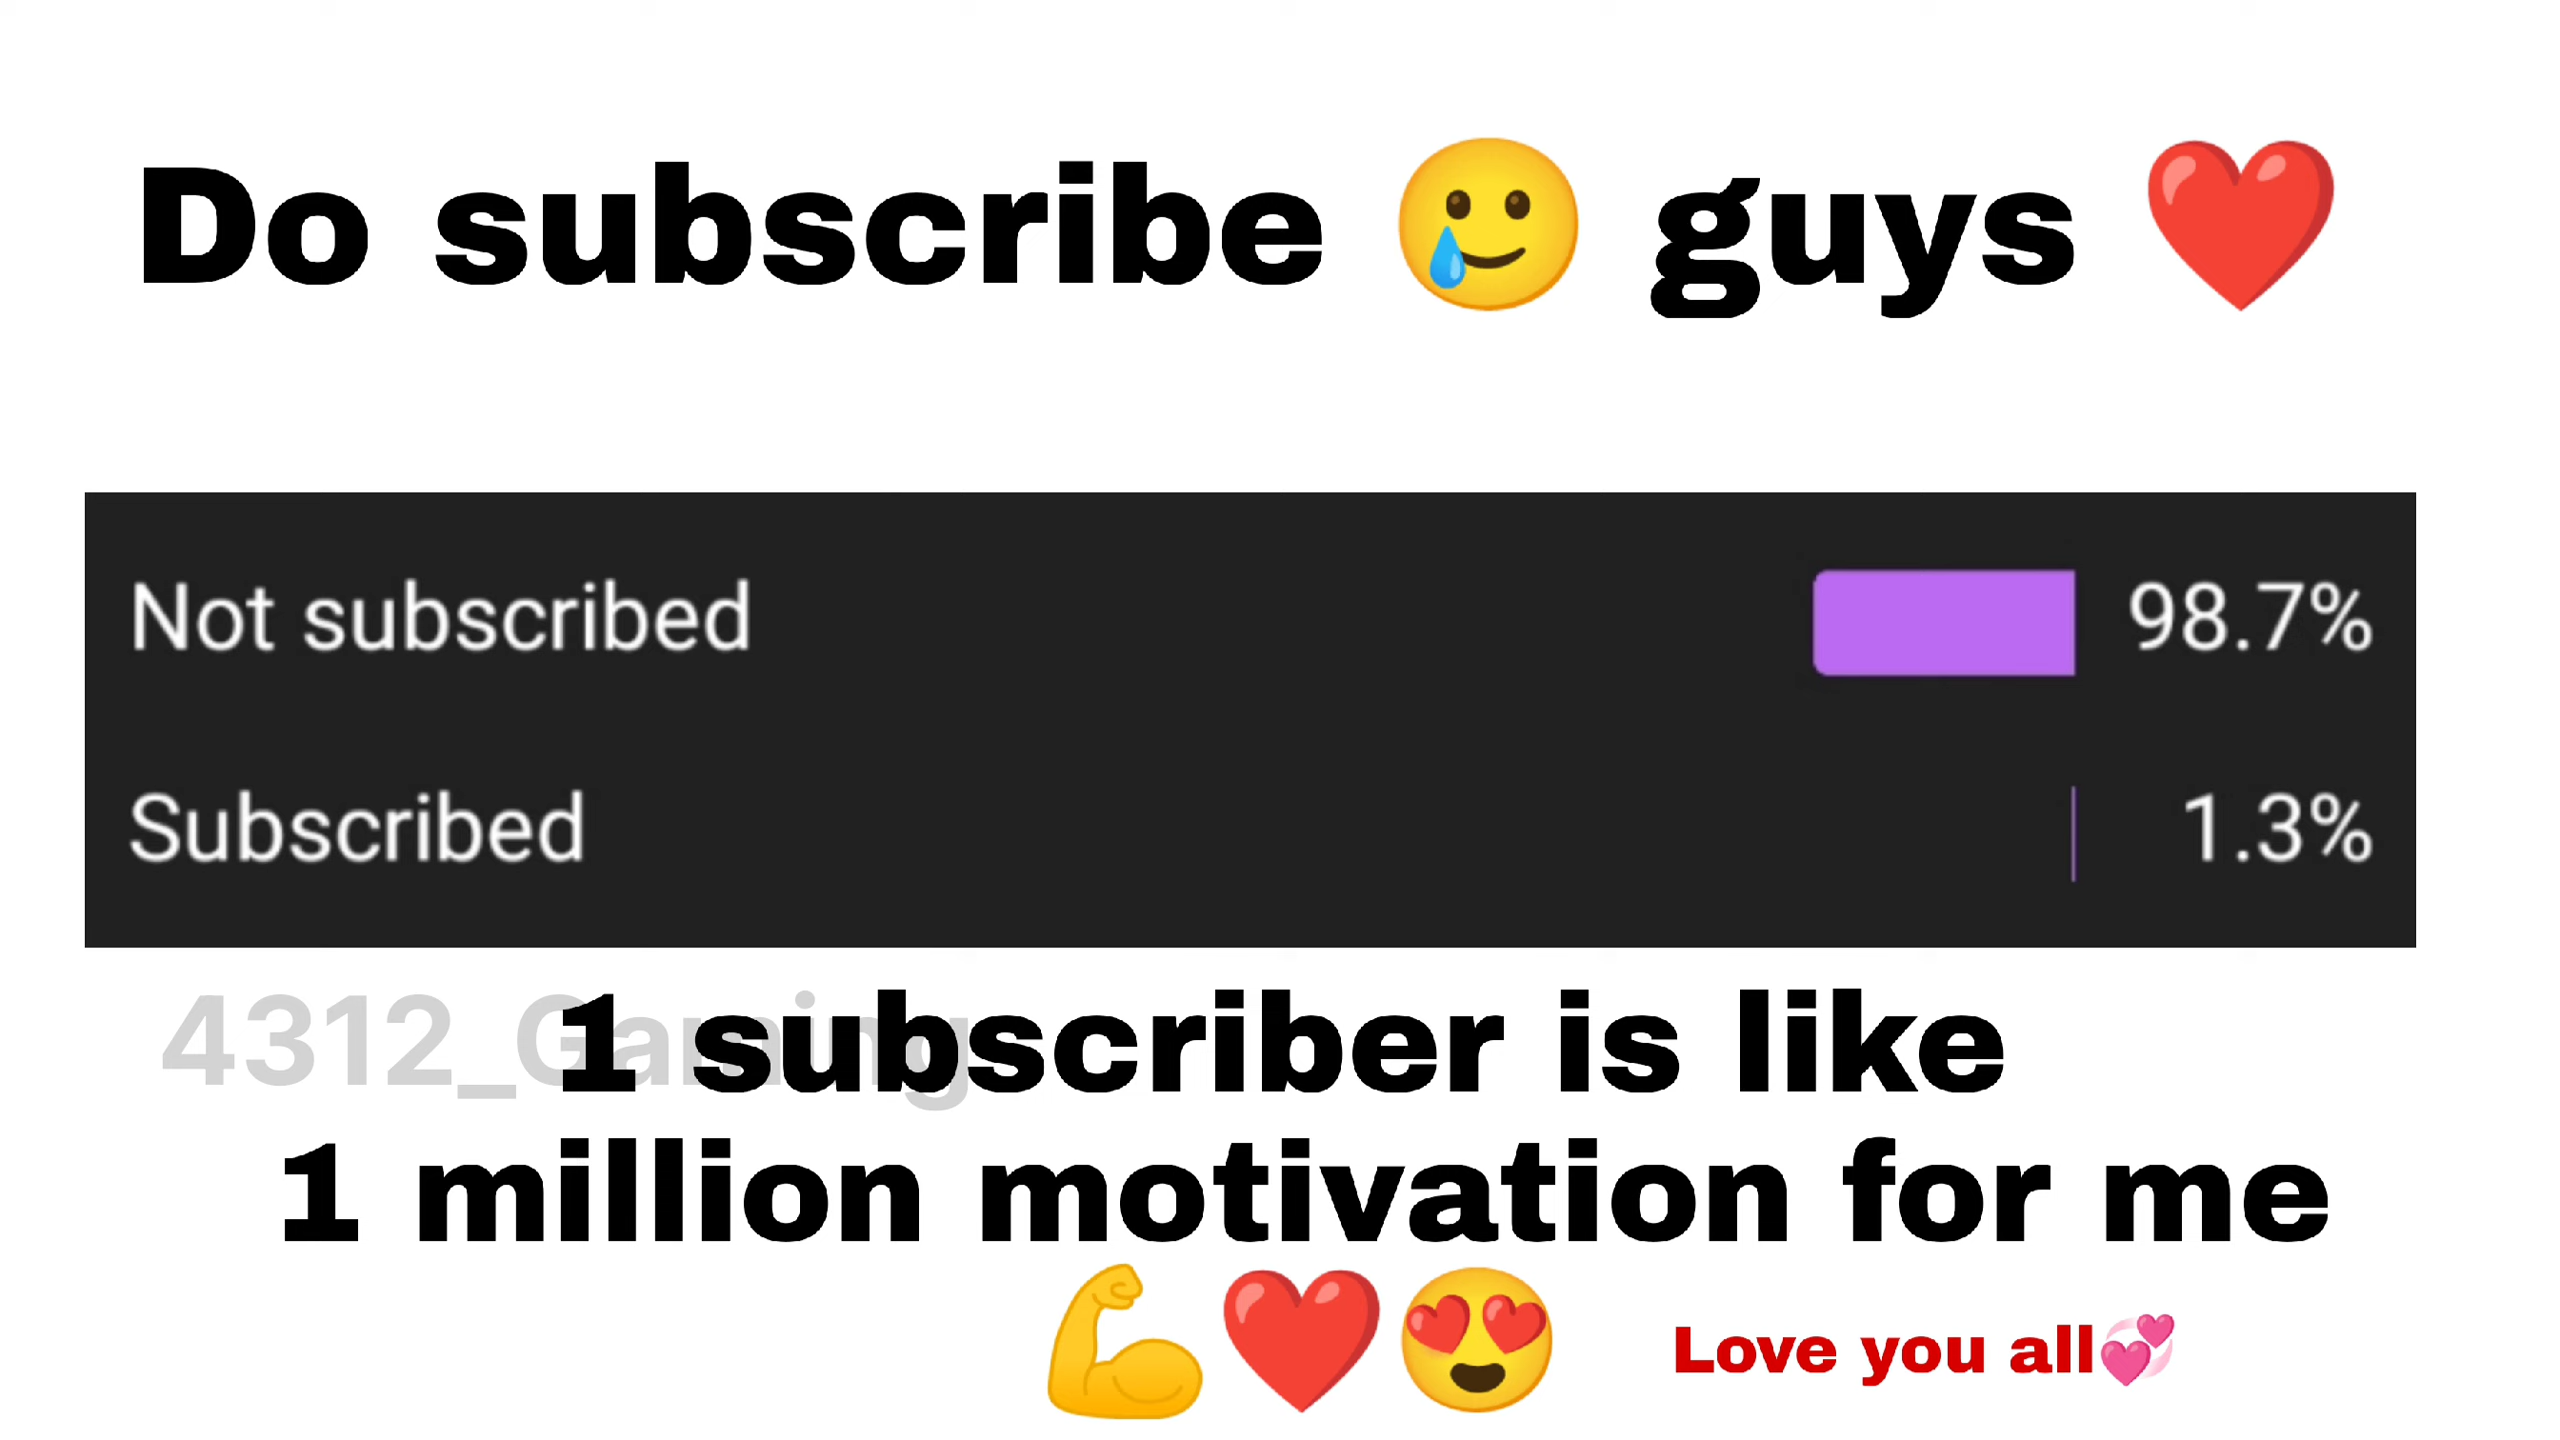 Do subscribe 🥲 guys ❤️
Not subscribed 98.7%
Subscribed 1.3%
4312_Gaming
1 subscriber is like
1 million motivation for me
💪❤️😍
Love you all💞